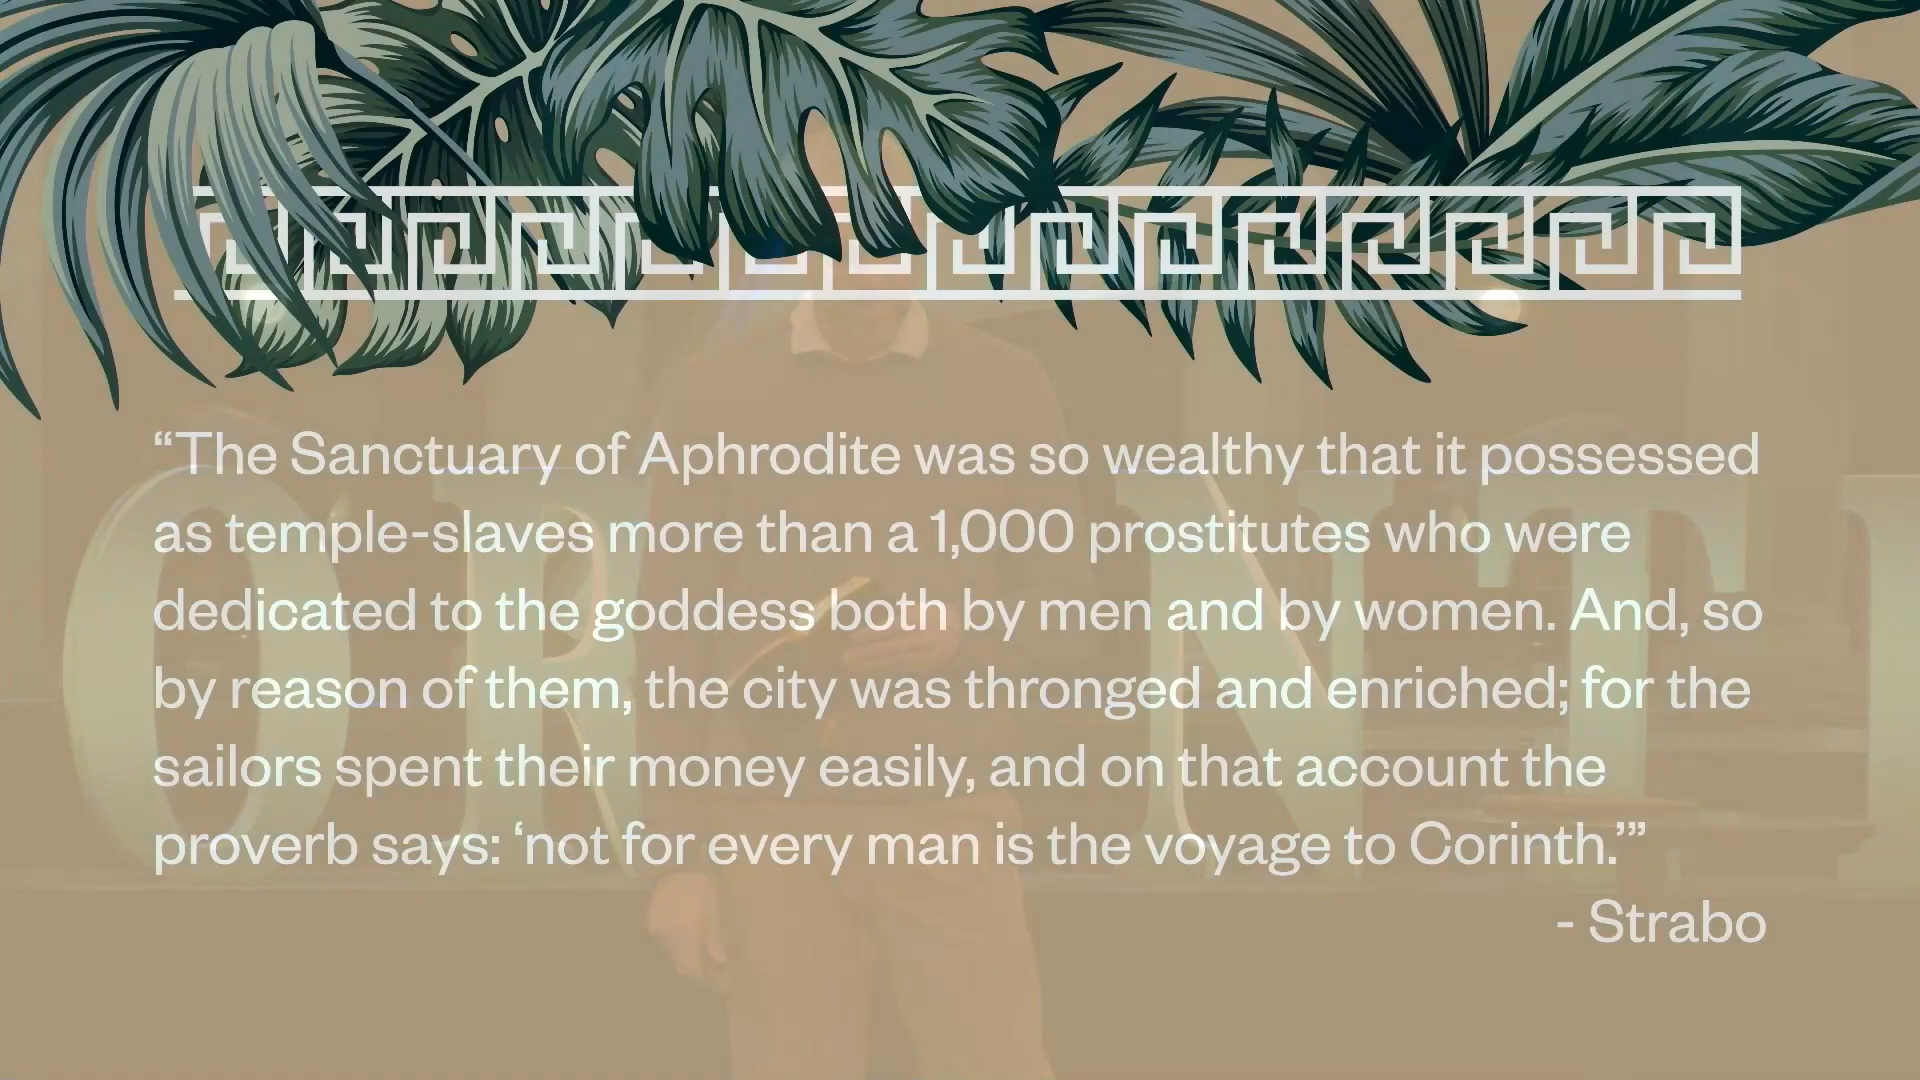 “The Sanctuary of Aphrodite was so wealthy that it possessed
as temple-slaves more than a 1,000 prostitutes who were
dedicated to the goddess both by men and by women. And, so
by reason of them, the city was thronged and enriched; for the
sailors spent their money easily, and on that account the
proverb says: ‘not for every man is the voyage to Corinth.’”
- Strabo